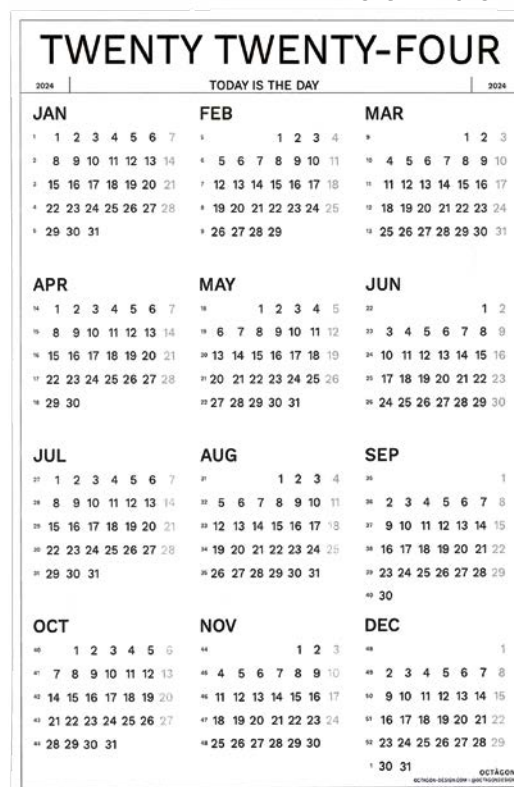 TWENTY TWENTY-FOUR
2024 TODAY IS THE DAY 2024
JAN
1 1 2 3 4 5 6 7
2 8 9 10 11 12 13 14
3 15 16 17 18 19 20 21
4 22 23 24 25 26 27 28
5 29 30 31
FEB
5 1 2 3 4
6 5 6 7 8 9 10 11
7 12 13 14 15 16 17 18
8 19 20 21 22 23 24 25
9 26 27 28 29
MAR
9 1 2 3
10 4 5 6 7 8 9 10
11 11 12 13 14 15 16 17
12 18 19 20 21 22 23 24
13 25 26 27 28 29 30 31
APR
14 1 2 3 4 5 6 7
15 8 9 10 11 12 13 14
16 15 16 17 18 19 20 21
17 22 23 24 25 26 27 28
18 29 30
MAY
18 1 2 3 4 5
19 6 7 8 9 10 11 12
20 13 14 15 16 17 18 19
21 20 21 22 23 24 25 26
22 27 28 29 30 31
JUN
22 1 2
23 3 4 5 6 7 8 9
24 10 11 12 13 14 15 16
25 17 18 19 20 21 22 23
26 24 25 26 27 28 29 30
JUL
27 1 2 3 4 5 6 7
28 8 9 10 11 12 13 14
29 15 16 17 18 19 20 21
30 22 23 24 25 26 27 28
31 29 30 31
AUG
31 1 2 3 4
32 5 6 7 8 9 10 11
33 12 13 14 15 16 17 18
34 19 20 21 22 23 24 25
35 26 27 28 29 30 31
SEP
35 1
36 2 3 4 5 6 7 8
37 9 10 11 12 13 14 15
38 16 17 18 19 20 21 22
39 23 24 25 26 27 28 29
40 30
OCT
40 1 2 3 4 5 6
41 7 8 9 10 11 12 13
42 14 15 16 17 18 19 20
43 21 22 23 24 25 26 27
44 28 29 30 31
NOV
44 1 2 3
45 4 5 6 7 8 9 10
46 11 12 13 14 15 16 17
47 18 19 20 21 22 23 24
48 25 26 27 28 29 30
DEC
48 1
49 2 3 4 5 6 7 8
50 9 10 11 12 13 14 15
51 16 17 18 19 20 21 22
52 23 24 25 26 27 28 29
1 30 31
OCTÀGON
OCTAGON-DESIGN.COM